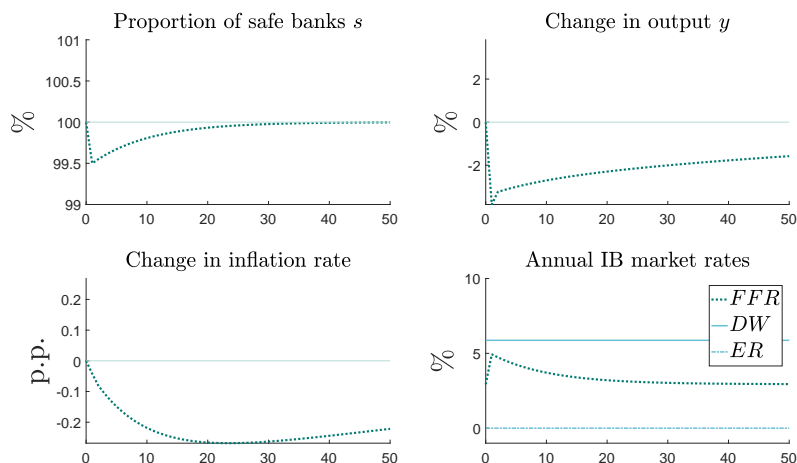 Proportion of safe banks s
%
101
100.5
100
99.5
99
0 10 20 30 40 50
Change in output y
%
2
0
-2
0 10 20 30 40 50
Change in inflation rate
p.p.
0.2
0.1
0
-0.1
-0.2
0 10 20 30 40 50
Annual IB market rates
%
10
5
0
FFR
DW
ER
0 10 20 30 40 50